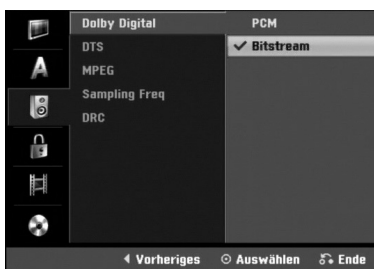 Dolby Digital PCM
DTS Bitstream
MPEG
Sampling Freq
DRC
Vorheriges Auswählen Ende